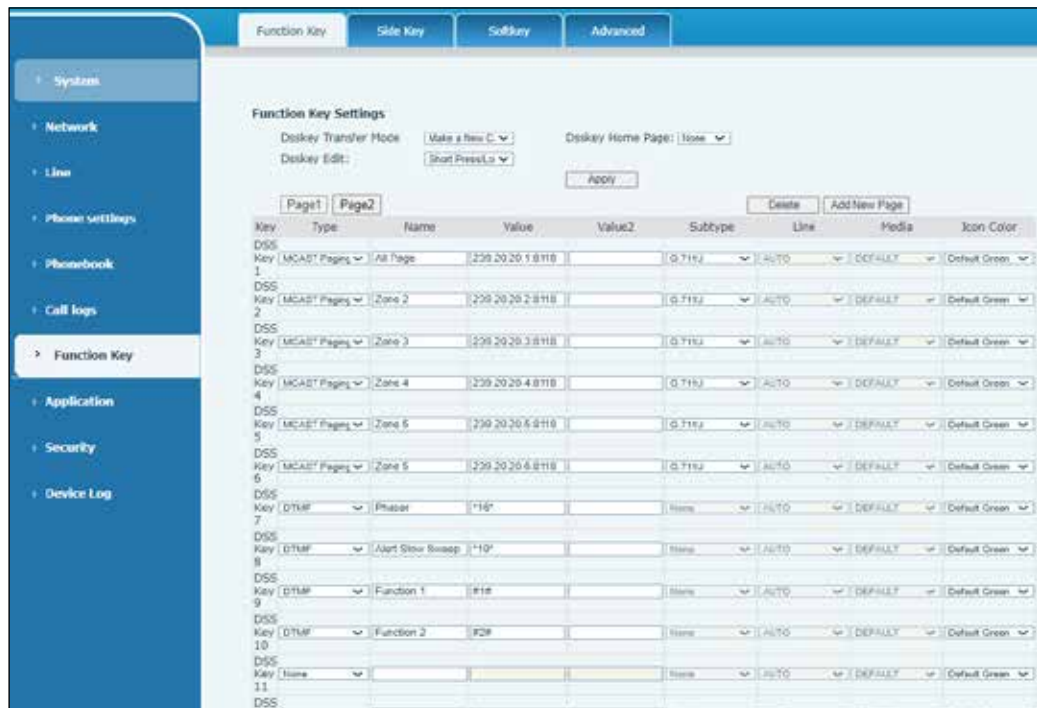 Function Key Side Key Softkey Advanced
System
Network
Line
Phone settings
Phonebook
Call logs
Function Key
Application
Security
Device Log
Function Key Settings
Dsskey Transfer Mode Make a New C Dsskey Home Page: None
Dsskey Edit: Short Press/Lo
Apply
Page1 Page2 Delete Add New Page
Key Type Name Value Value2 Subtype Line Media Icon Color
DSS Key 1 MCAST Paging All Page 239.20.20.1:8118 G.711U AUTO DEFAULT Default Green
DSS Key 2 MCAST Paging Zone 2 239.20.20.2:8118 G.711U AUTO DEFAULT Default Green
DSS Key 3 MCAST Paging Zone 3 239.20.20.3:8118 G.711U AUTO DEFAULT Default Green
DSS Key 4 MCAST Paging Zone 4 239.20.20.4:8118 G.711U AUTO DEFAULT Default Green
DSS Key 5 MCAST Paging Zone 239.20.20.5:8118 G.711U AUTO DEFAULT Default Green
DSS Key 6 MCAST Paging Zone 239.20.20.6:8118 G.711U AUTO DEFAULT Default Green
DSS Key 7 DTMF Phaser *16* None AUTO DEFAULT Default Green
DSS Key 8 DTMF Alert Slow Sweep None AUTO DEFAULT Default Green
DSS Key 9 DTMF Function 1 #1# None AUTO DEFAULT Default Green
DSS Key 10 DTMF Function 2 #2# None AUTO DEFAULT Default Green
DSS Key 11 None None AUTO DEFAULT Default Green
DSS